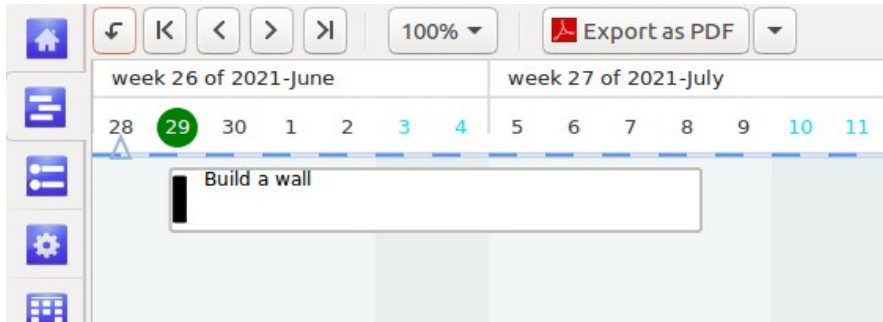 100% Export as PDF
week 26 of 2021-June week 27 of 2021-July
28 29 30 1 2 3 4 5 6 7 8 9 10 11
Build a wall